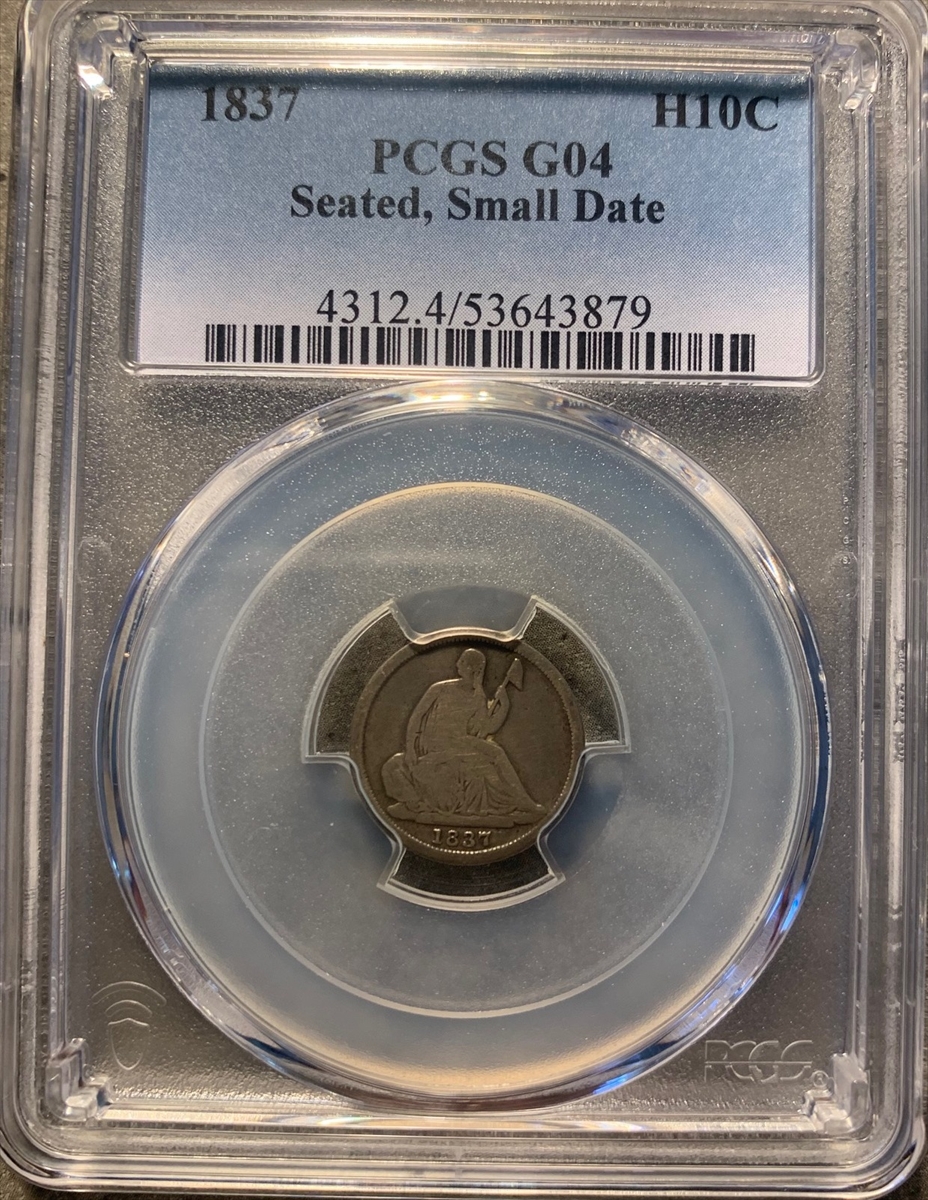 1837 H10C
PCGS G04
Seated, Small Date
4312.4/53643879
1837
PCGS